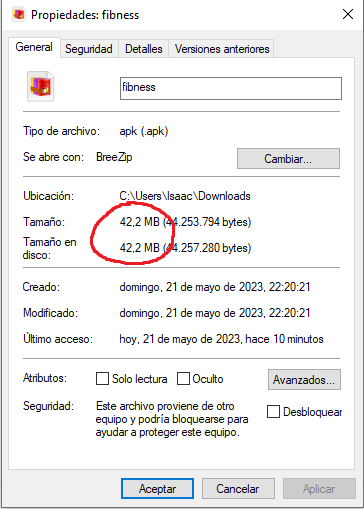 Propiedades: fibness
General Seguridad Detalles Versiones anteriores
fibness
Tipo de archivo: apk (.apk)
Se abre con: BreeZip Cambiar...
Ubicación: C:\Users\Isaac\Downloads
Tamaño: 42,2 MB (44.253.794 bytes)
Tamaño en
disco: 42,2 MB (44.257.280 bytes)
Creado: domingo, 21 de mayo de 2023, 22:20:21
Modificado: domingo, 21 de mayo de 2023, 22:20:21
Último acceso: hoy, 21 de mayo de 2023, hace 10 minutos
Atributos: Solo lectura Oculto Avanzados...
Seguridad: Este archivo proviene de otro
equipo y podría bloquearse para Desbloquear
ayudar a proteger este equipo.
Aceptar Cancelar Aplicar